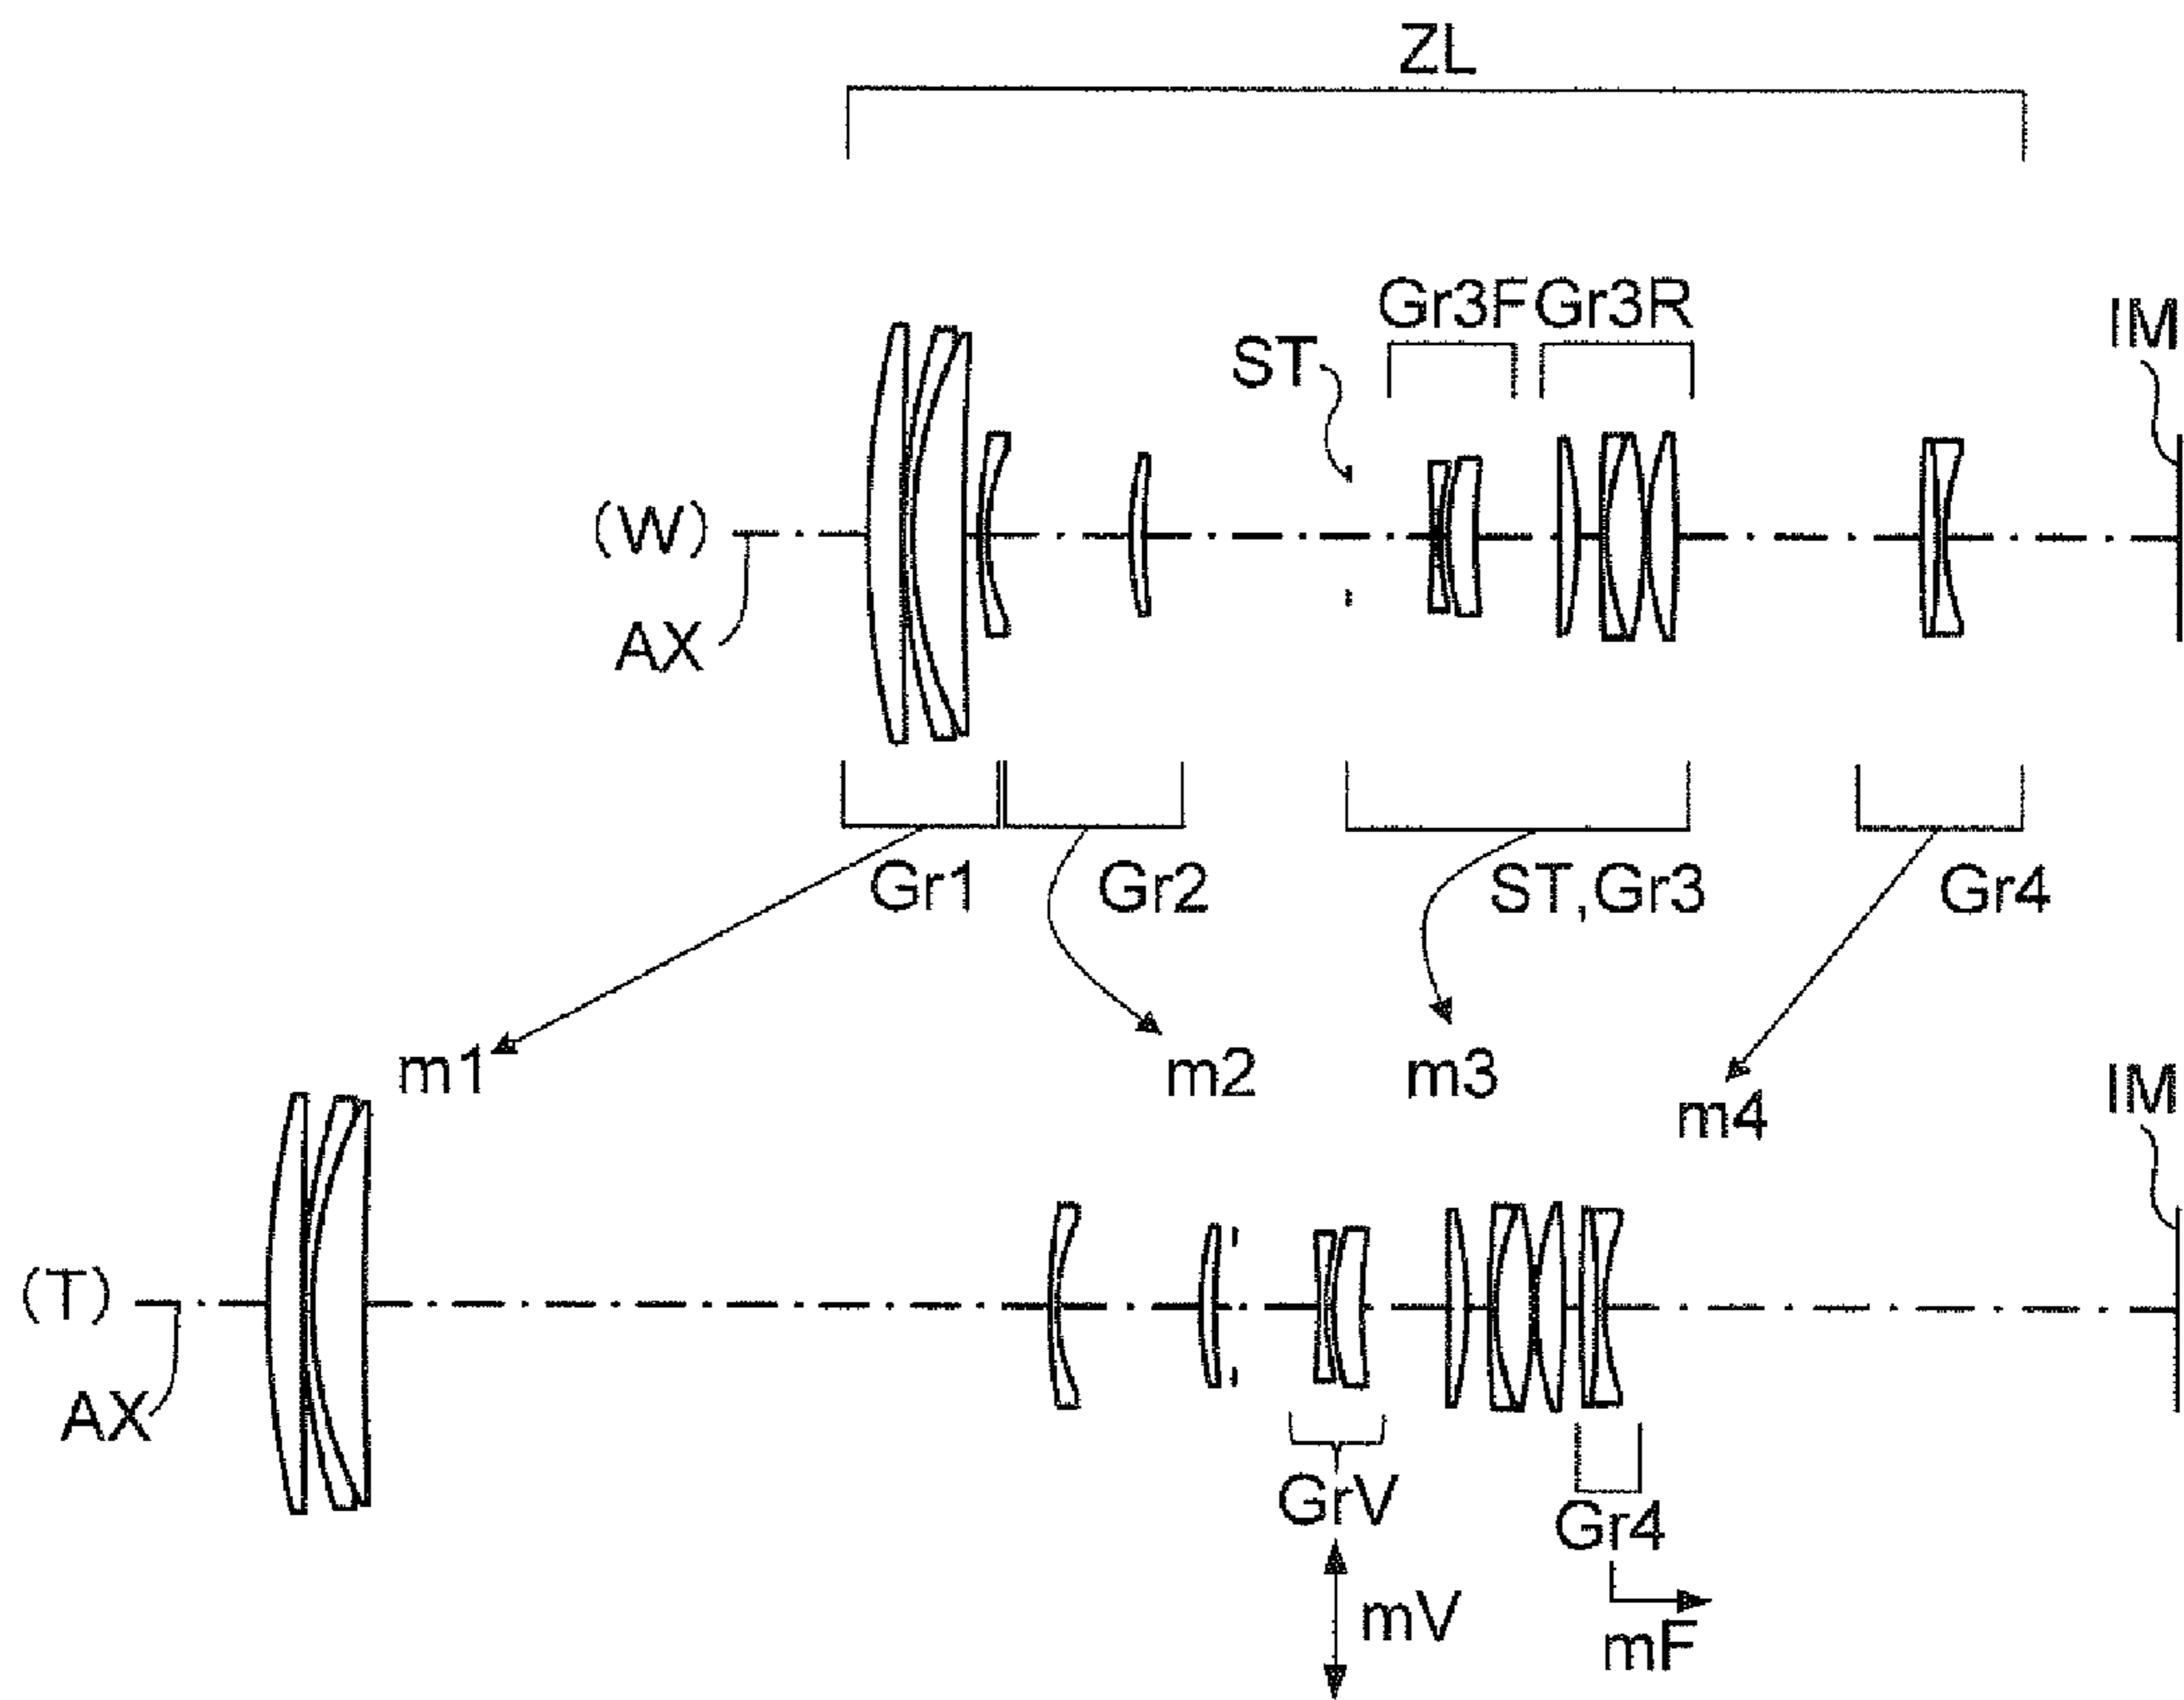 ZL
Gr3F Gr3R
IM
ST
(W)
AX
Gr1
Gr2
ST,Gr3
Gr4
m1
m2
m3
m4
IM
(T)
AX
GrV
Gr4
mV
mF